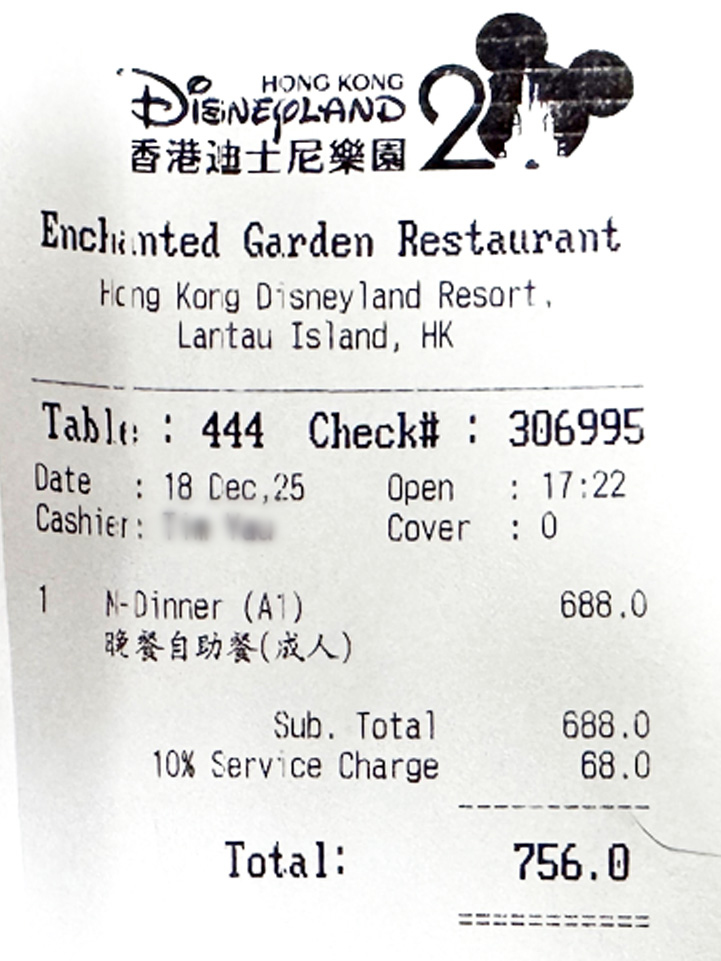 HONG KONG
DISNEYLAND
香港迪士尼樂園
20
Enchanted Garden Restaurant
Hong Kong Disneyland Resort,
Lantau Island, HK
Table : 444 Check# : 306995
Date : 18 Dec,25 Open : 17:22
Cashier: Cover : 0
1 N-Dinner (A1) 688.0
晚餐自助餐(成人)
Sub. Total 688.0
10% Service Charge 68.0
Total: 756.0